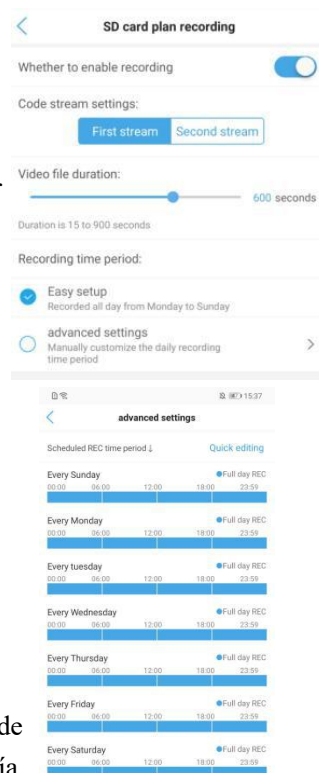 SD card plan recording
Whether to enable recording
Code stream settings:
First stream Second stream
Video file duration:
600 seconds
Duration is 15 to 900 seconds
Recording time period:
Easy setup
Recorded all day from Monday to Sunday
advanced settings
Manually customize the daily recording
time period
15:37
advanced settings
Scheduled REC time period↓ Quick editing
Every Sunday Full day REC
00:00 06:00 12:00 18:00 23:59
Every Monday Full day REC
00:00 06:00 12:00 18:00 23:59
Every tuesday Full day REC
00:00 06:00 12:00 18:00 23:59
Every Wednesday Full day REC
00:00 06:00 12:00 18:00 23:59
Every Thursday Full day REC
00:00 06:00 12:00 18:00 23:59
de
Every Friday Full day REC
00:00 06:00 12:00 18:00 23:59
ía
Every Saturday Full day REC
00:00 06:00 12:00 18:00 23:59